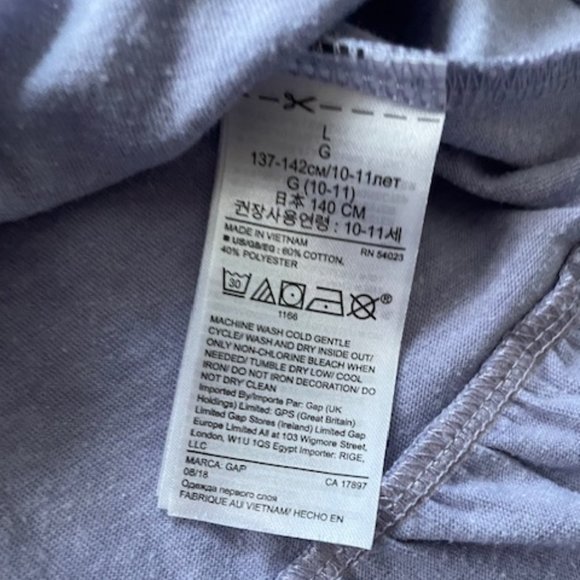 L
G
137-142см/10-11лет
G (10-11)
日本 140 CM
권장사용연령 : 10-11세
MADE IN VIETNAM RN 54023
■ US/GB/EG : 60% COTTON,
40% POLYESTER
30
®
1166
MACHINE WASH COLD GENTLE
CYCLE/ WASH AND DRY INSIDE OUT/
ONLY NON-CHLORINE BLEACH WHEN
NEEDED/ TUMBLE DRY LOW/ COOL
IRON/ DO NOT IRON DECORATION/ DO
NOT DRY CLEAN
Imported By/Importe Par: Gap (UK
Holdings) Limited: GPS (Great Britain)
Limited Gap Stores (Ireland) Limited Gap
Europe Limited All at 103 Wigmore Street,
London, W1U 1QS Egypt Importer: RIGE,
LLC
MARCA: GAP CA 17897
08/18
Одежда первого слоя
FABRIQUE AU/ VIETNAM/ HECHO EN